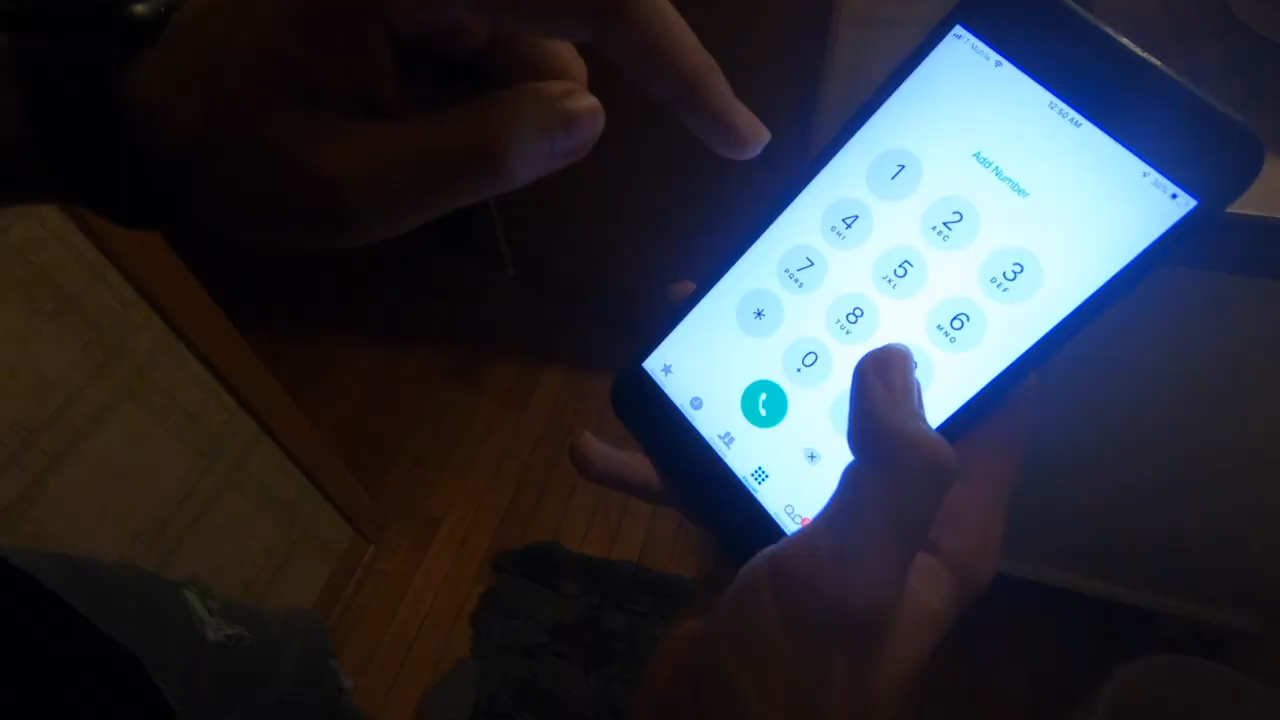 T-Mobile
12:50 AM
Add Number
1
2
ABC
3
DEF
4
GHI
5
JKL
6
MNO
7
PQRS
8
TUV
*
0
+